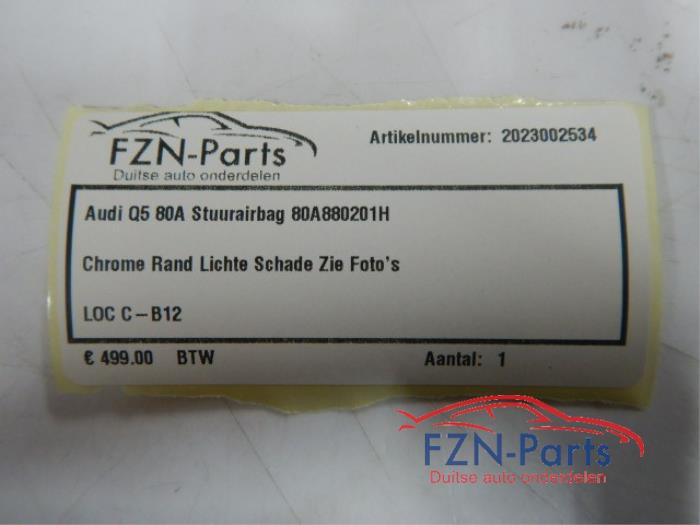 FZN-Parts
Duitse auto onderdelen
Artikelnummer: 2023002534
Audi Q5 80A Stuurairbag 80A880201H
Chrome Rand Lichte Schade Zie Foto's
LOC C-B12
€ 499.00 BTW Aantal: 1
FZN-Parts
Duitse auto onderdelen